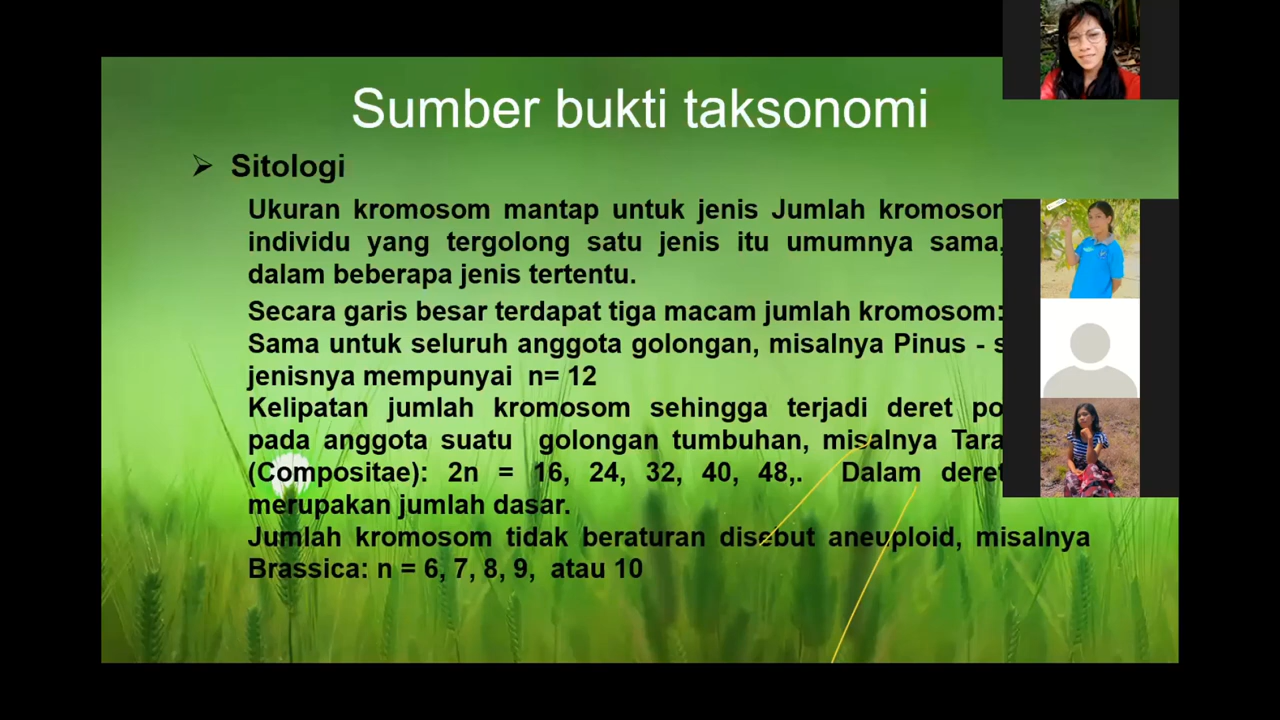 Sumber bukti taksonomi
➢ Sitologi
Ukuran kromosom mantap untuk jenis Jumlah kromosom
individu yang tergolong satu jenis itu umumnya sama,
dalam beberapa jenis tertentu.
Secara garis besar terdapat tiga macam jumlah kromosom:
Sama untuk seluruh anggota golongan, misalnya Pinus -
jenisnya mempunyai n= 12
Kelipatan jumlah kromosom sehingga terjadi deret
pada anggota suatu golongan tumbuhan, misalnya
(Compositae): 2n = 16, 24, 32, 40, 48,. Dalam deret
merupakan jumlah dasar.
Jumlah kromosom tidak beraturan disebut aneuploid, misalnya
Brassica: n = 6, 7, 8, 9, atau 10